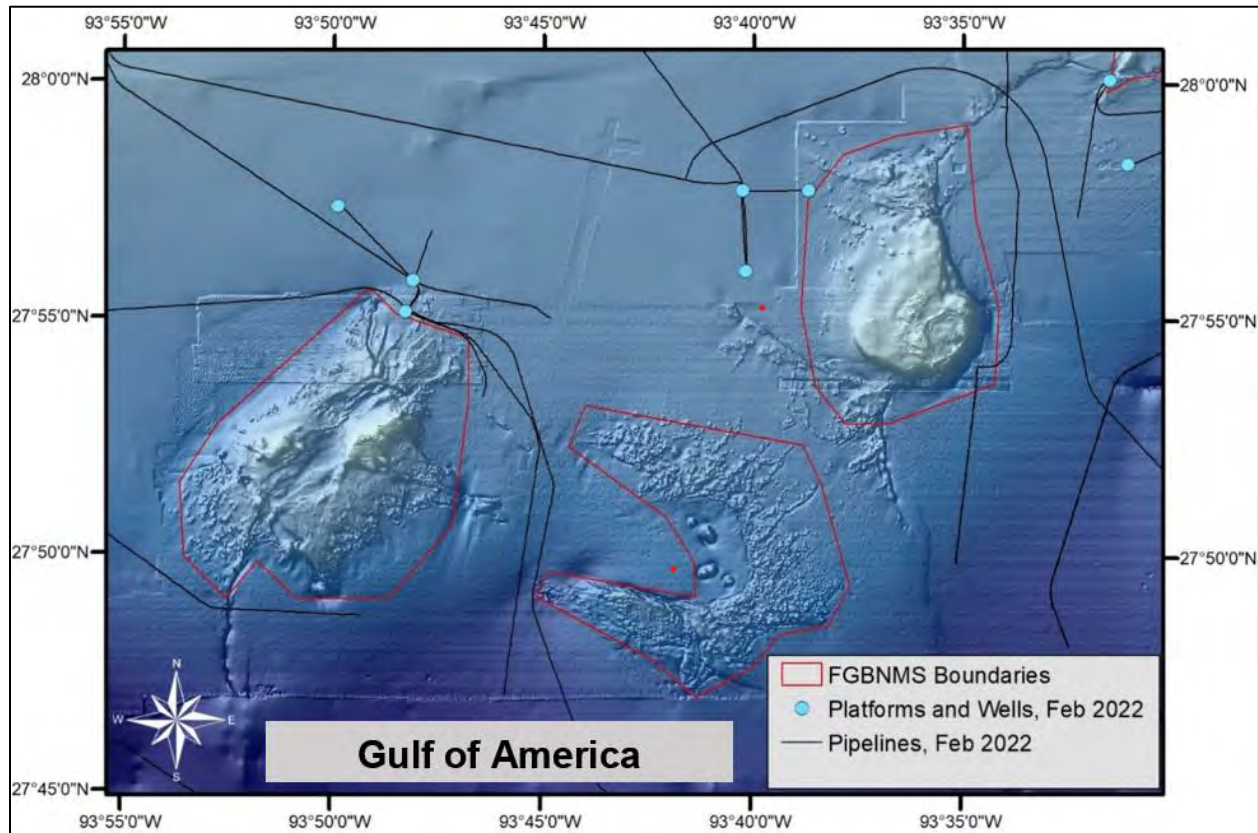 93°55'0"W 93°50'0"W 93°45'0"W 93°40'0"W 93°35'0"W
28°0'0"N 28°0'0"N
27°55'0"N 27°55'0"N
27°50'0"N 27°50'0"N
FGBNMS Boundaries
Platforms and Wells, Feb 2022
Pipelines, Feb 2022
N
W E
S
Gulf of America
27°45'0"N
93°55'0"W 93°50'0"W 93°45'0"W 93°40'0"W 93°35'0"W